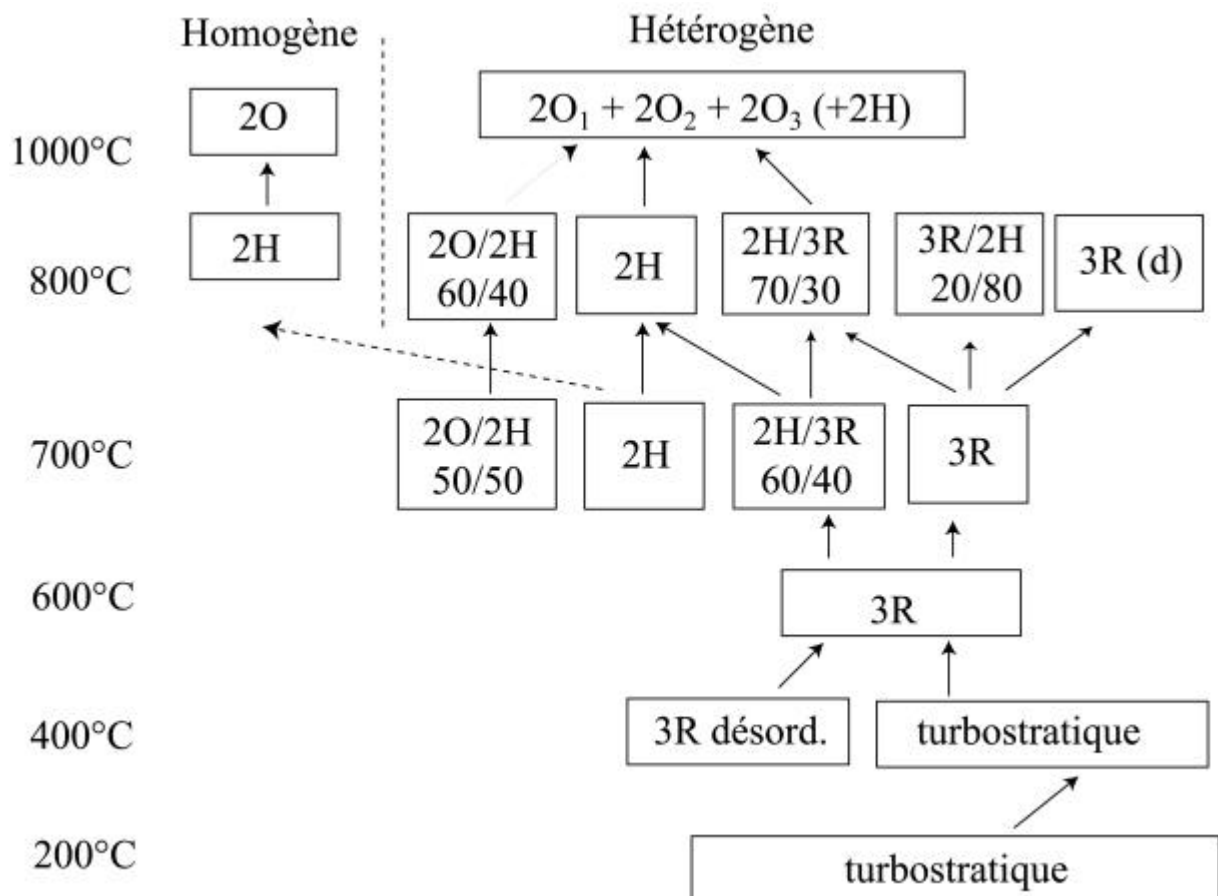 Homogène
Hétérogène
2O
2O₁ + 2O₂ + 2O₃ (+2H)
1000°C
2H
2O/2H
60/40
2H
2H/3R
70/30
3R/2H
20/80
3R (d)
800°C
2O/2H
50/50
2H
2H/3R
60/40
3R
700°C
600°C
3R
400°C
3R désord.
turbostratique
200°C
turbostratique